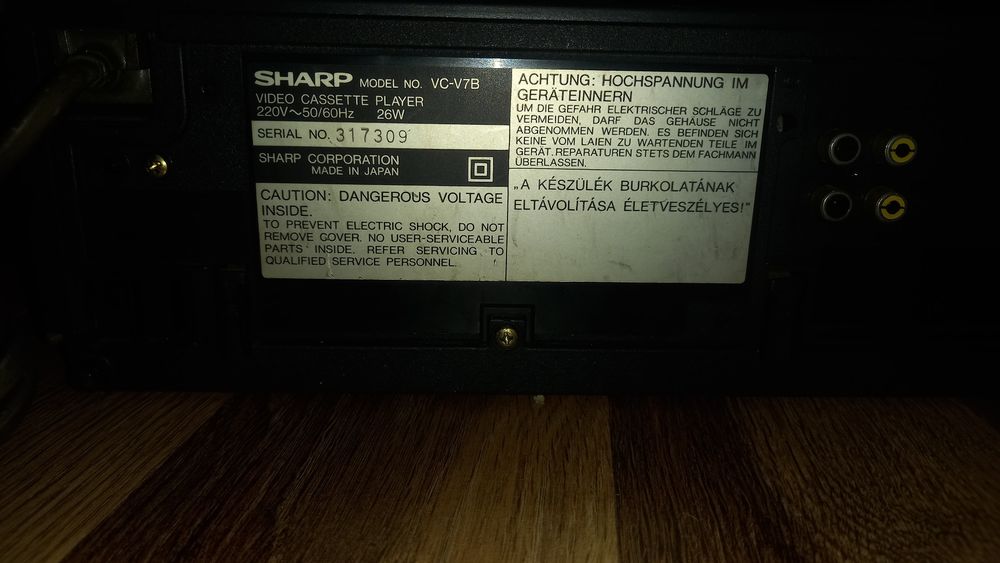 SHARP MODEL NO. VC-V7B
VIDEO CASSETTE PLAYER
220V~50/60Hz 26W
SERIAL NO. 317309
SHARP CORPORATION
MADE IN JAPAN
CAUTION: DANGEROUS VOLTAGE
INSIDE.
TO PREVENT ELECTRIC SHOCK, DO NOT
REMOVE COVER. NO USER-SERVICEABLE
PARTS INSIDE. REFER SERVICING TO
QUALIFIED SERVICE PERSONNEL.
ACHTUNG: HOCHSPANNUNG IM
GERÄTEINNERN
UM DIE GEFAHR ELEKTRISCHER SCHLÄGE ZU
VERMEIDEN, DARF DAS GEHÄUSE NICHT
ABGENOMMEN WERDEN. ES BEFINDEN SICH
KEINE VOM LAIEN ZU WARTENDEN TEILE IM
GERÄT. REPARATUREN STETS DEM FACHMANN
ÜBERLASSEN.
„A KÉSZÜLÉK BURKOLATÁNAK
ELTÁVOLÍTÁSA ÉLETVESZÉLYES!"